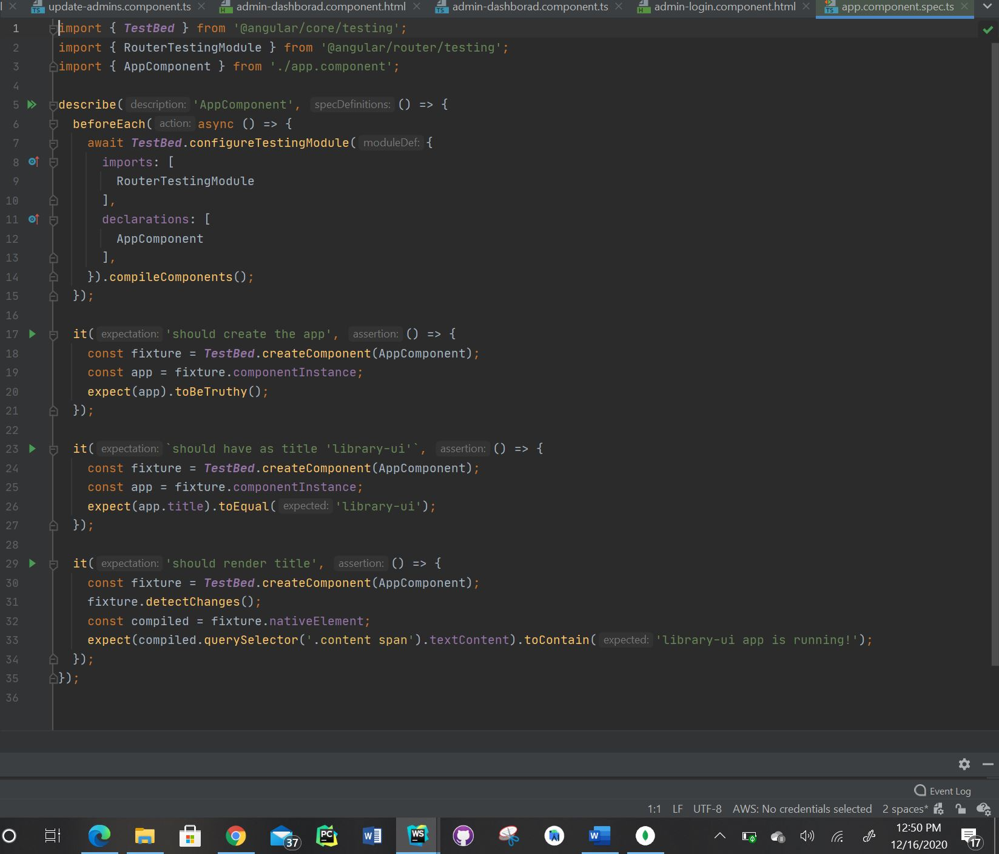 update-admins.component.ts admin-dashborad.component.html admin-dashborad.component.ts admin-login.component.html app.component.spec.ts
1 import { TestBed } from '@angular/core/testing';
2 import { RouterTestingModule } from '@angular/router/testing';
3 import { AppComponent } from './app.component';
4
5 describe( description: 'AppComponent', specDefinitions: () => {
6 beforeEach( action: async () => {
7 await TestBed.configureTestingModule( moduleDef: {
8 imports: [
9 RouterTestingModule
10 ],
11 declarations: [
12 AppComponent
13 ],
14 }).compileComponents();
15 });
16
17 it( expectation: 'should create the app', assertion: () => {
18 const fixture = TestBed.createComponent(AppComponent);
19 const app = fixture.componentInstance;
20 expect(app).toBeTruthy();
21 });
22
23 it( expectation: `should have as title 'library-ui'`, assertion: () => {
24 const fixture = TestBed.createComponent(AppComponent);
25 const app = fixture.componentInstance;
26 expect(app.title).toEqual( expected: 'library-ui');
27 });
28
29 it( expectation: 'should render title', assertion: () => {
30 const fixture = TestBed.createComponent(AppComponent);
31 fixture.detectChanges();
32 const compiled = fixture.nativeElement;
33 expect(compiled.querySelector('.content span').textContent).toContain( expected: 'library-ui app is running!');
34 });
35 });
36
Event Log
1:1 LF UTF-8 AWS: No credentials selected 2 spaces*
12:50 PM
37 PC W WS AI W 12/16/2020 17